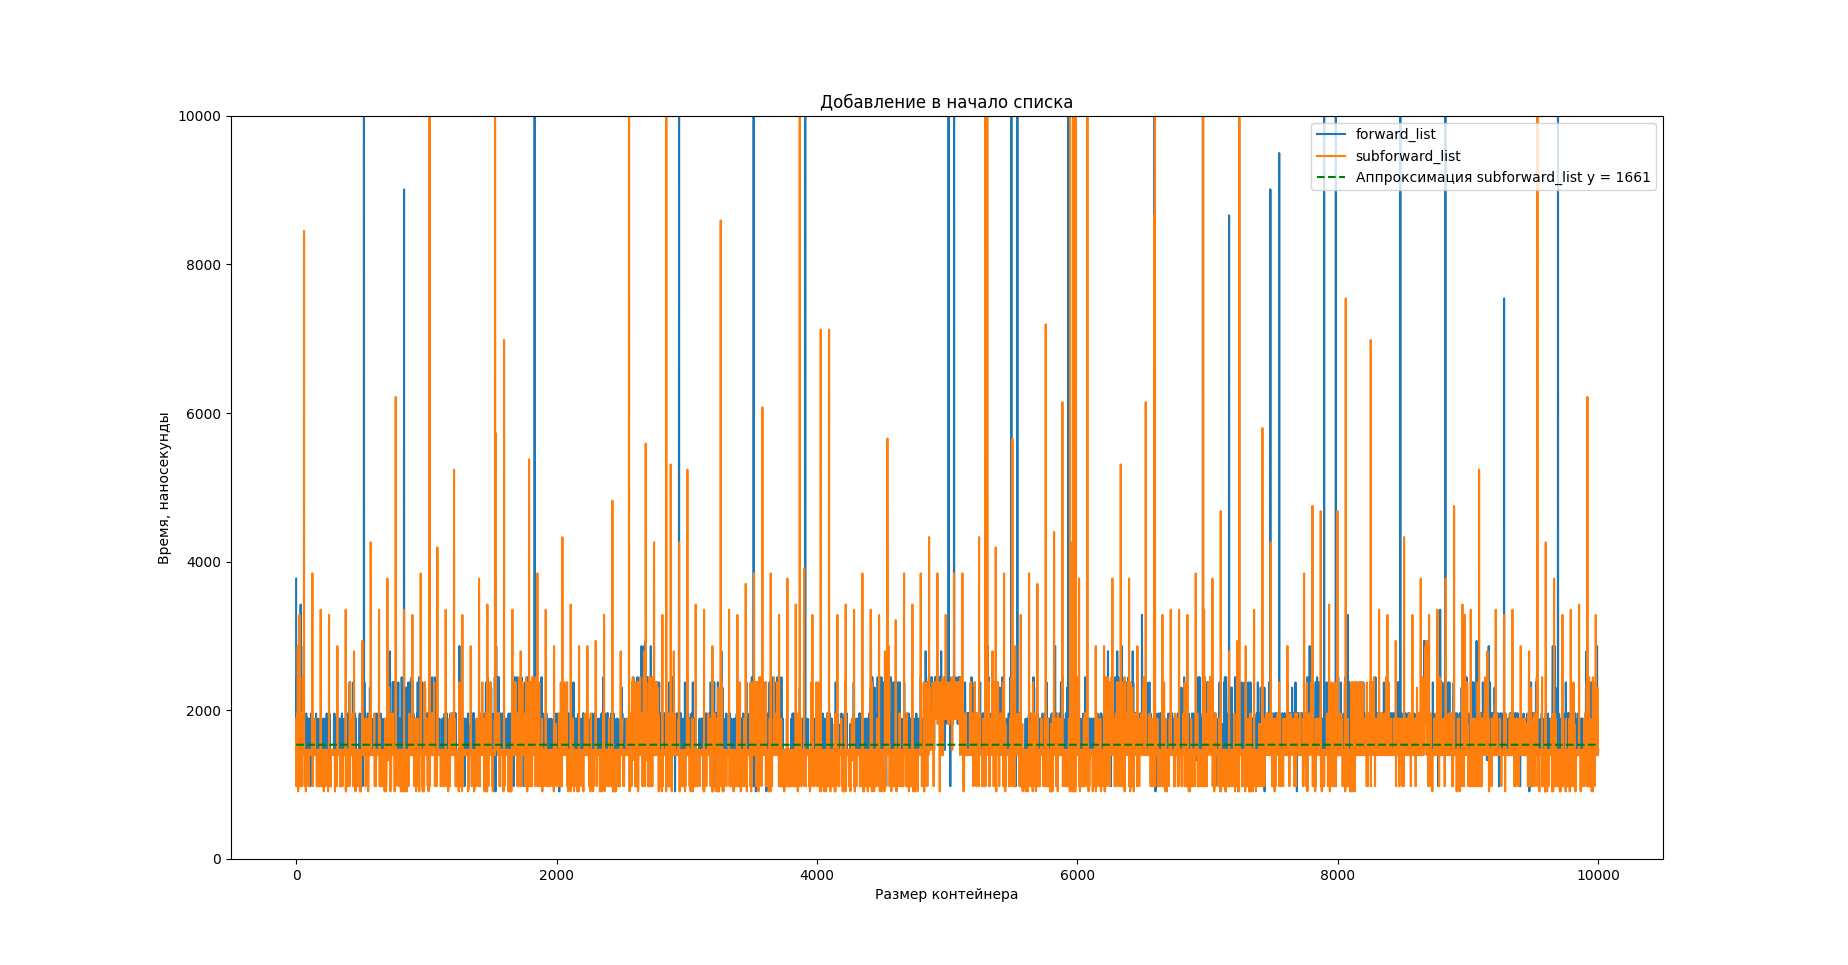 Добавление в начало списка
10000
8000
6000
4000
2000
0
Время, наносекунды
forward_list
subforward_list
Аппроксимация subforward_list y = 1661
0
2000
4000
6000
8000
10000
Размер контейнера